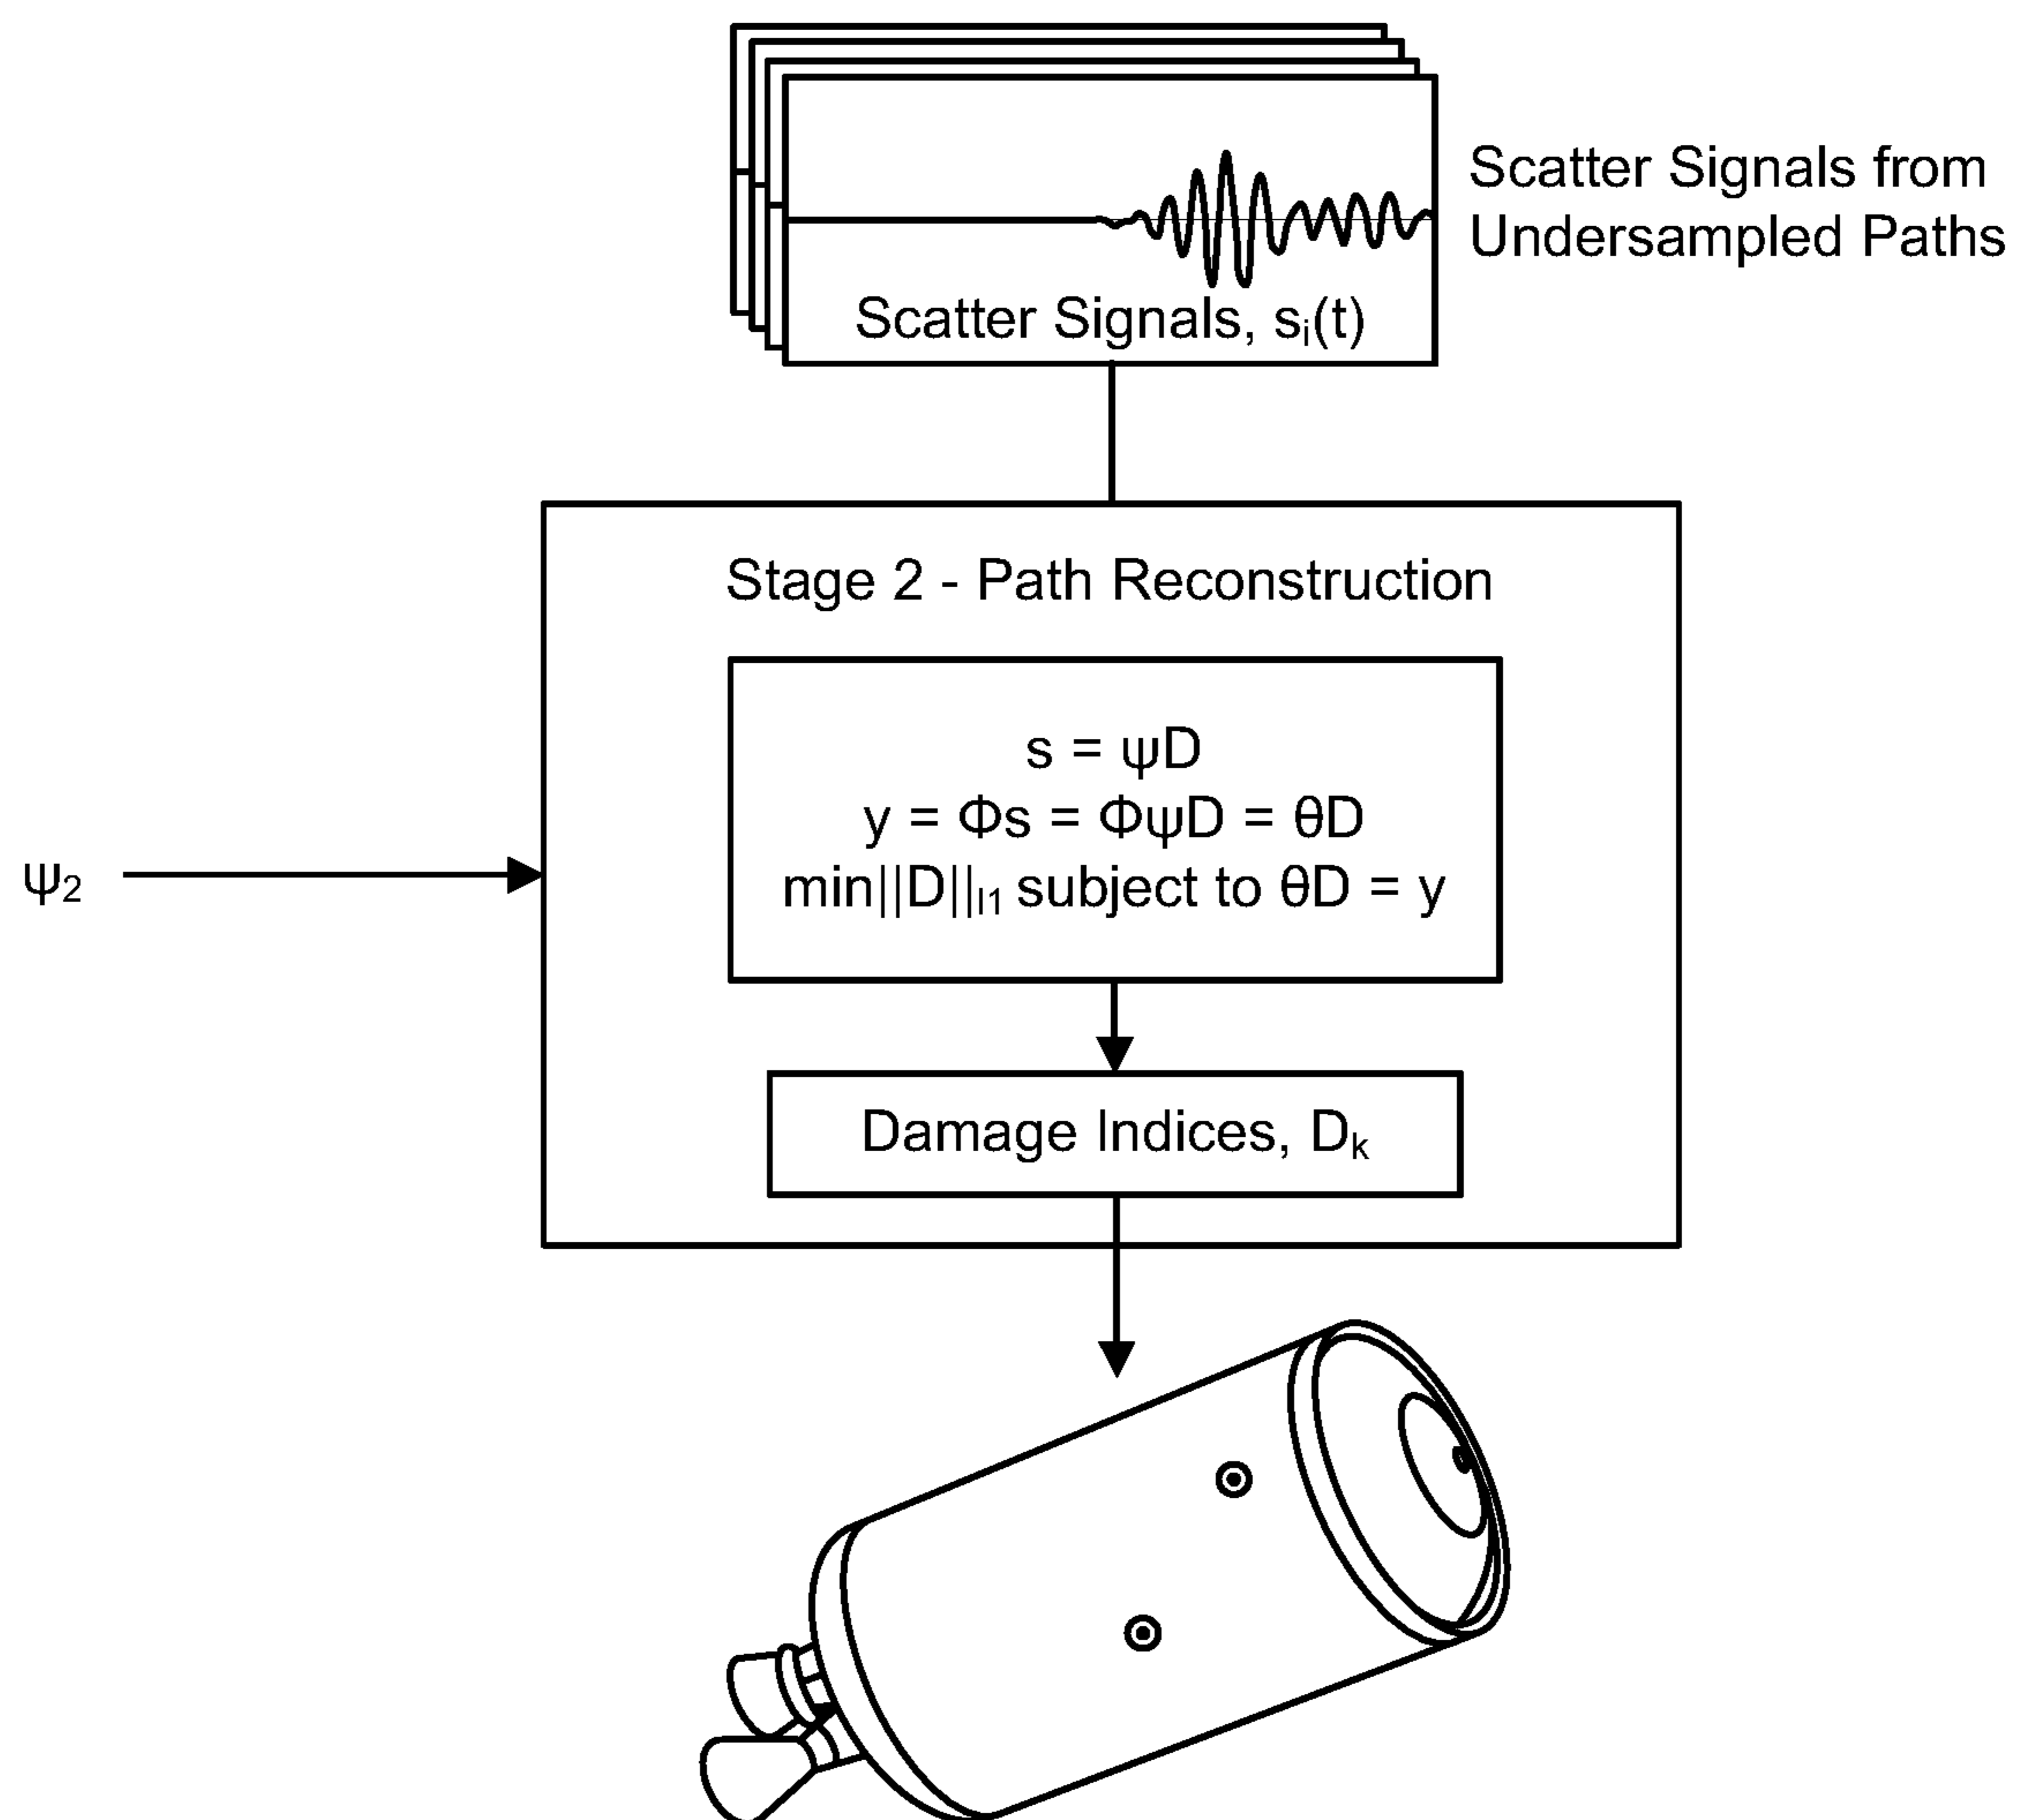 Scatter Signals from
Undersampled Paths
Scatter Signals, sᵢ(t)
Stage 2 - Path Reconstruction
s = ψD
y = Φs = ΦψD = θD
min||D||ₗ₁ subject to θD = y
ψ₂
Damage Indices, Dₖ